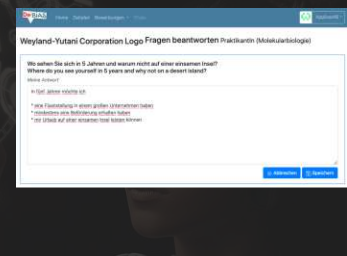 Home
Weyland-Yutani Corporation Logo Fragen beantworten PraktikantIn (Molekularbiologie)
Wo sehen Sie sich in 5 Jahren und warum nicht auf einer einsamen Insel?
Where do you see yourself in 5 years and why not on a desert island?
Meine Antwort
In fünf Jahren möchte ich
* eine Festanstellung in einem großen Unternehmen haben
* mindestens eine Beförderung erhalten haben
* mir Urlaub auf einer einsamen Insel leisten können
Abbrechen Speichern